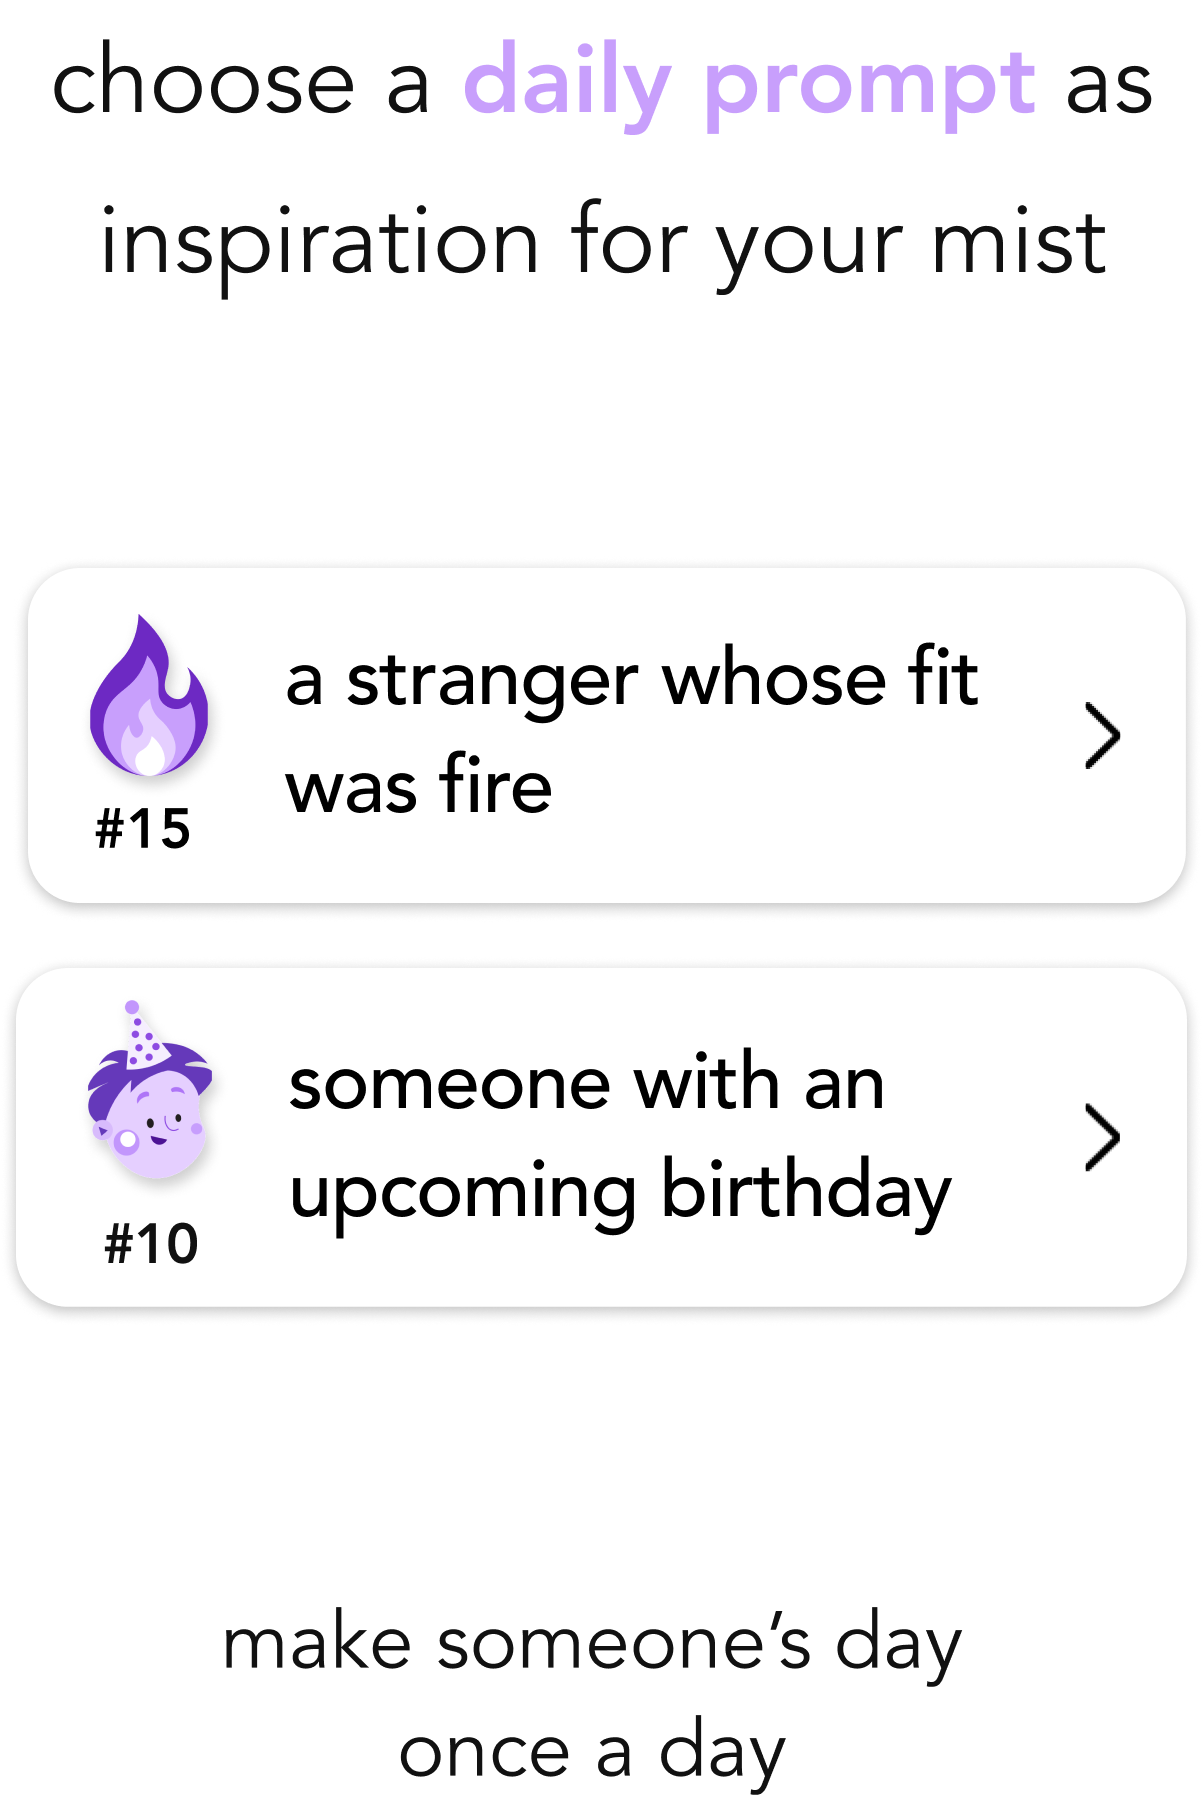 choose a daily prompt as
inspiration for your mist
a stranger whose fit
was fire
#15
someone with an
upcoming birthday
#10
make someone’s day
once a day